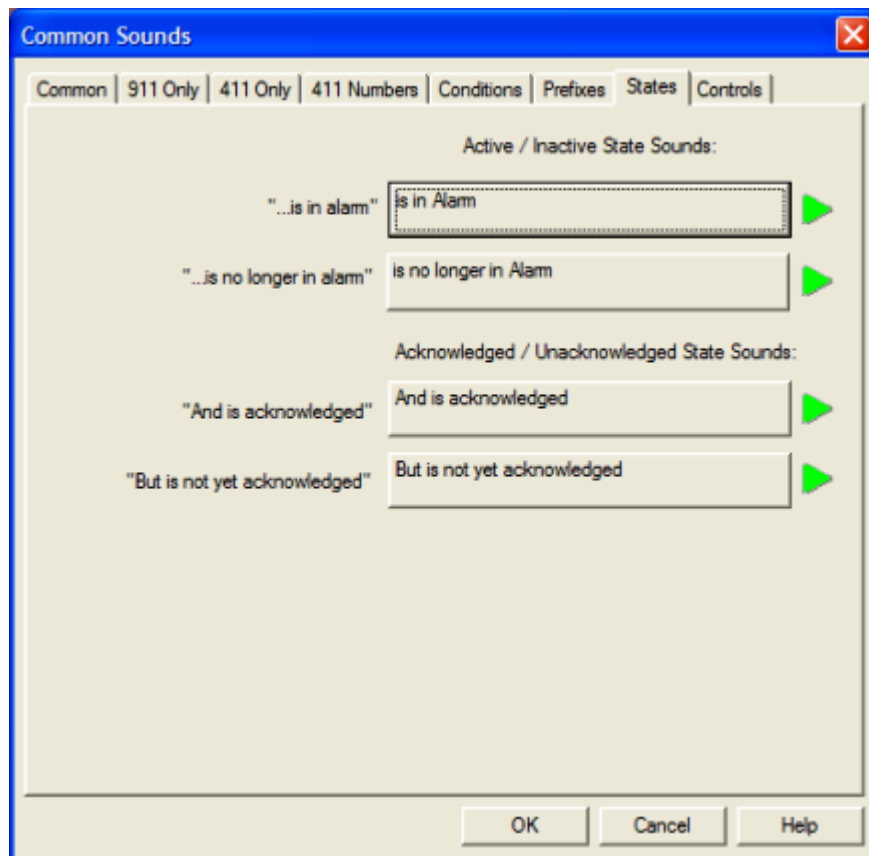 Common Sounds
Common 911 Only 411 Only 411 Numbers Conditions Prefixes States Controls
Active / Inactive State Sounds:
"...is in alarm" is in Alarm
"...is no longer in alarm" is no longer in Alarm
Acknowledged / Unacknowledged State Sounds:
"And is acknowledged" And is acknowledged
"But is not yet acknowledged" But is not yet acknowledged
OK Cancel Help